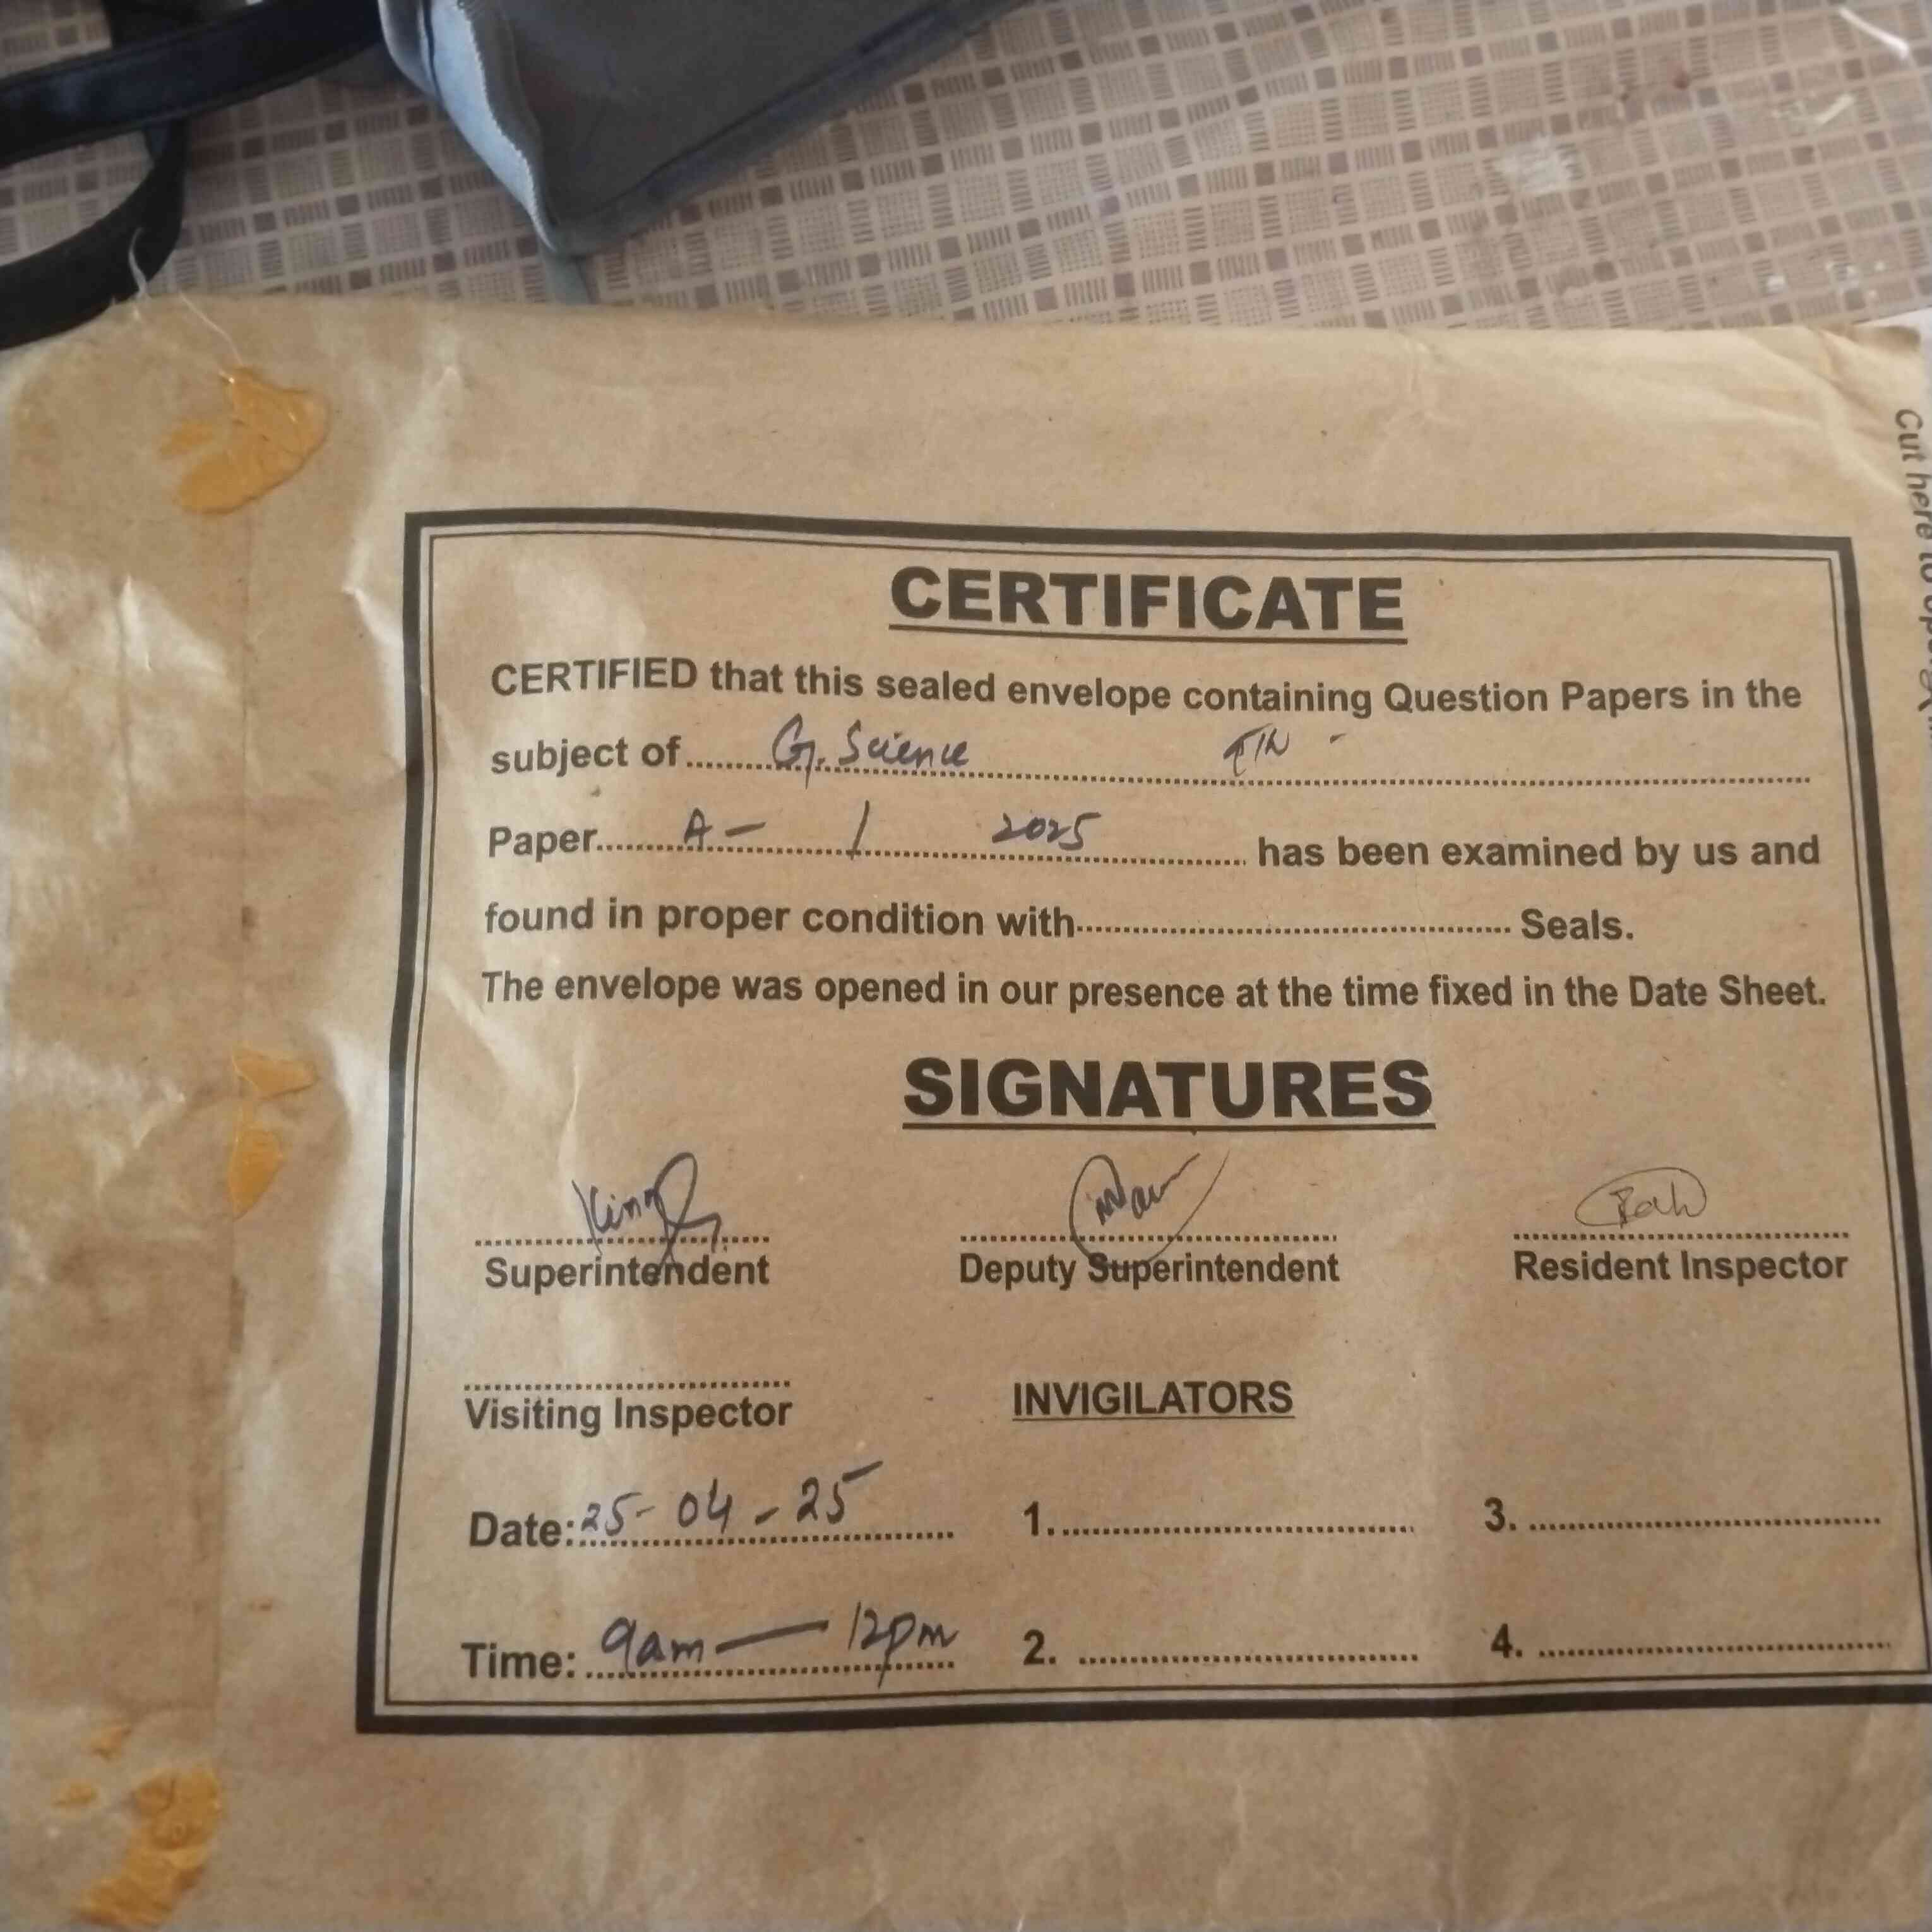 CERTIFICATE
CERTIFIED that this sealed envelope containing Question Papers in the
subject of G. Science
Paper A - 1 2025 has been examined by us and
found in proper condition with Seals.
The envelope was opened in our presence at the time fixed in the Date Sheet.
SIGNATURES
Superintendent Deputy Superintendent Resident Inspector
Visiting Inspector INVIGILATORS
Date: 25-04-25 1. 3.
Time: 9am — 12pm 2. 4.
Cut here to open